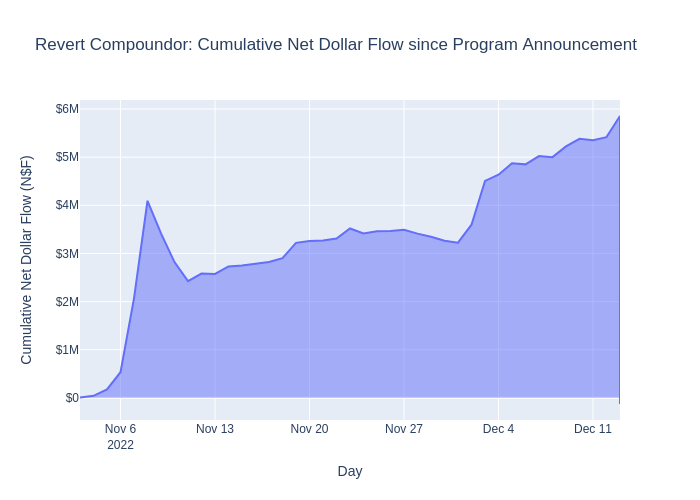 Revert Compoundor: Cumulative Net Dollar Flow since Program Announcement
Cumulative Net Dollar Flow (N$F)
$6M
$5M
$4M
$3M
$2M
$1M
$0
Nov 6 Nov 13 Nov 20 Nov 27 Dec 4 Dec 11
2022
Day